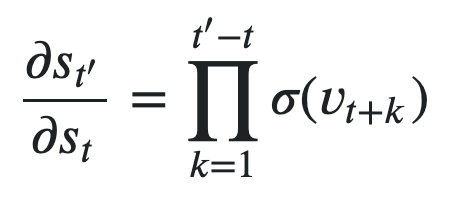 ∂s_{t′}/∂s_t = ∏_{k=1}^{t′−t} σ(v_{t+k})